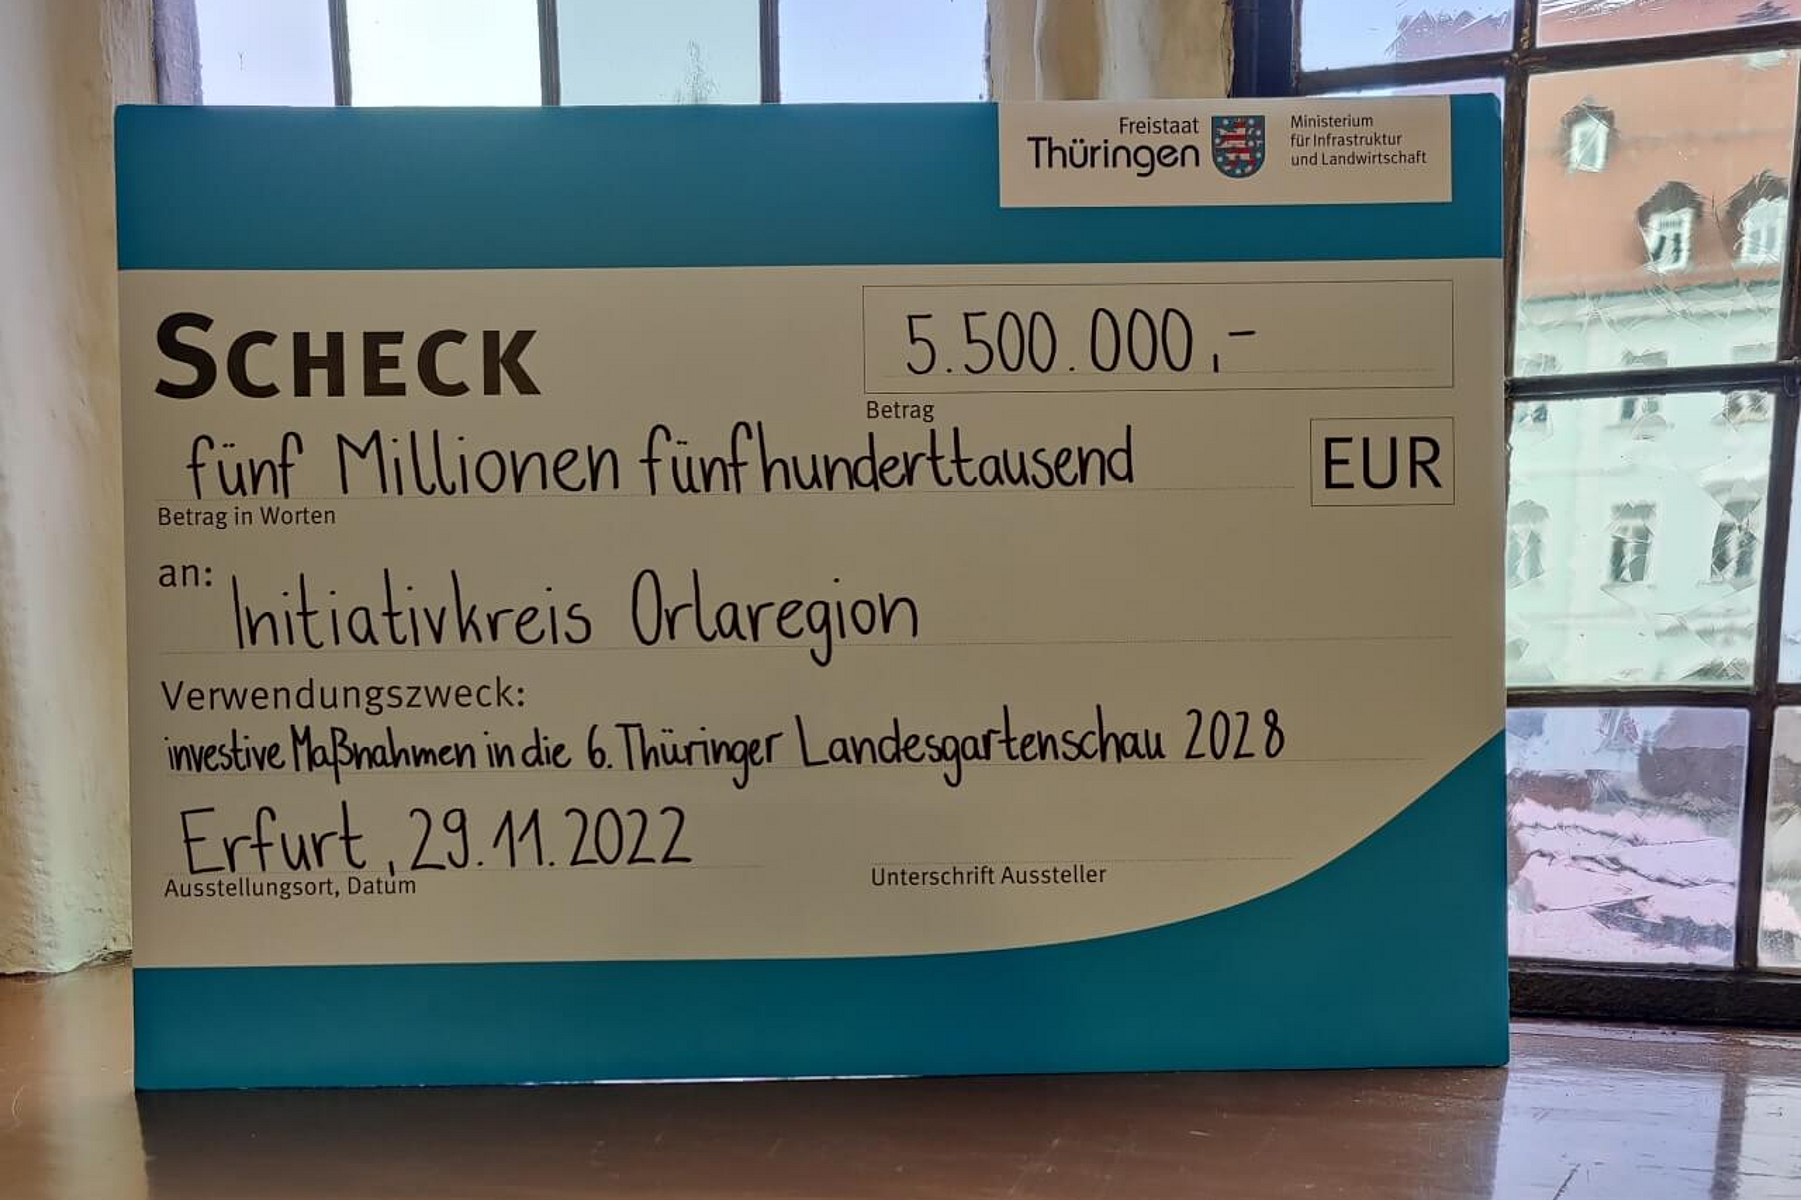 Freistaat
Thüringen
Ministerium
für Infrastruktur
und Landwirtschaft
SCHECK
5.500.000,-
Betrag
fünf Millionen fünfhunderttausend
EUR
Betrag in Worten
an:
Initiativkreis Orlaregion
Verwendungszweck:
investive Maßnahmen in die 6. Thüringer Landesgartenschau 2028
Erfurt, 29.11.2022
Ausstellungsort, Datum
Unterschrift Aussteller